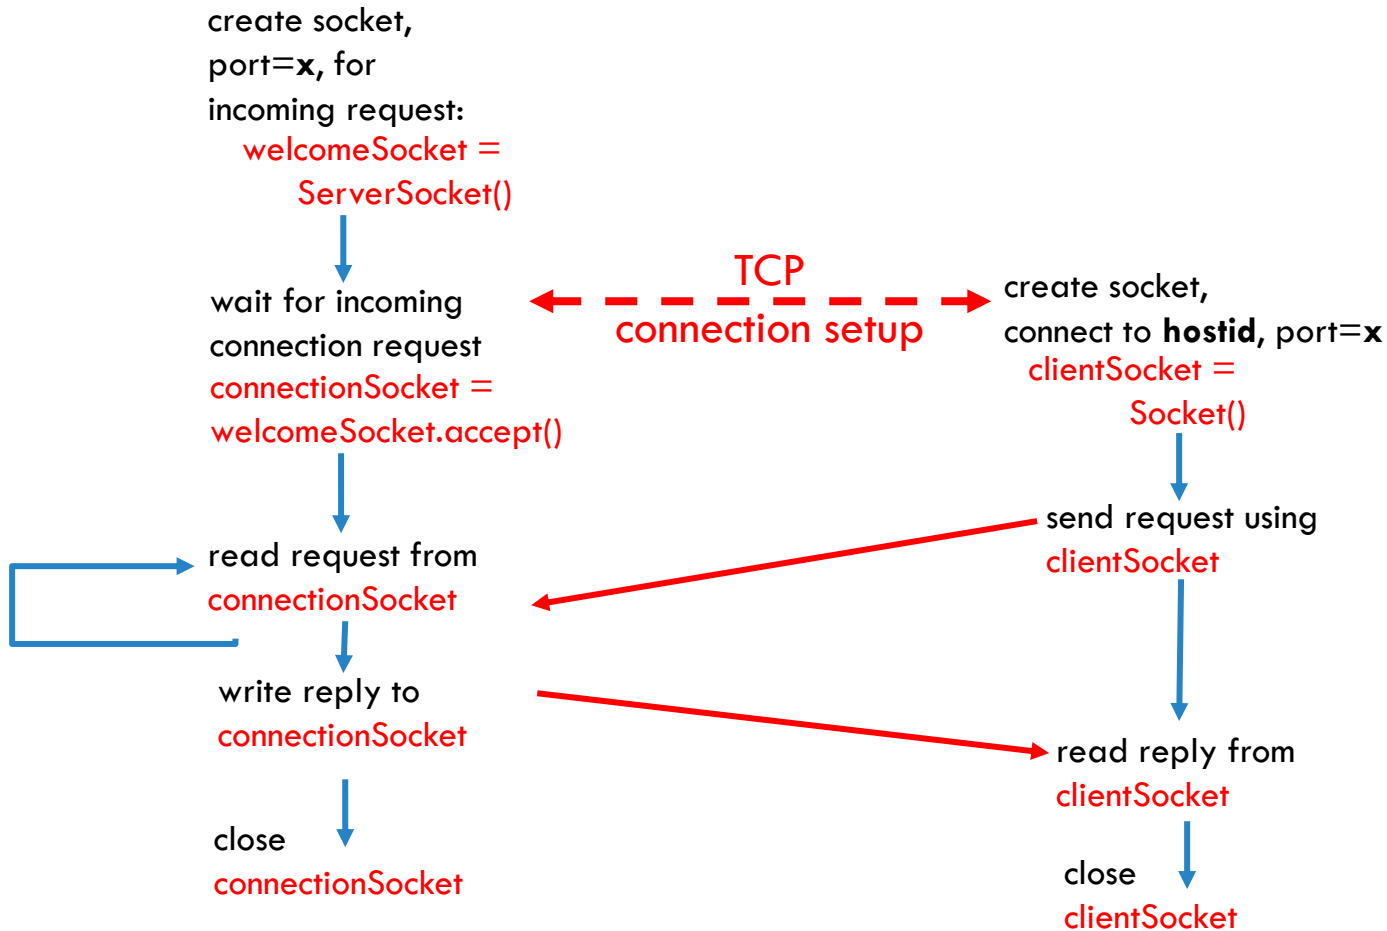 create socket,
port=x, for
incoming request:
welcomeSocket =
ServerSocket()
wait for incoming
connection request
connectionSocket =
welcomeSocket.accept()
TCP
connection setup
create socket,
connect to hostid, port=x
clientSocket =
Socket()
send request using
clientSocket
read request from
connectionSocket
write reply to
connectionSocket
read reply from
clientSocket
close
connectionSocket
close
clientSocket